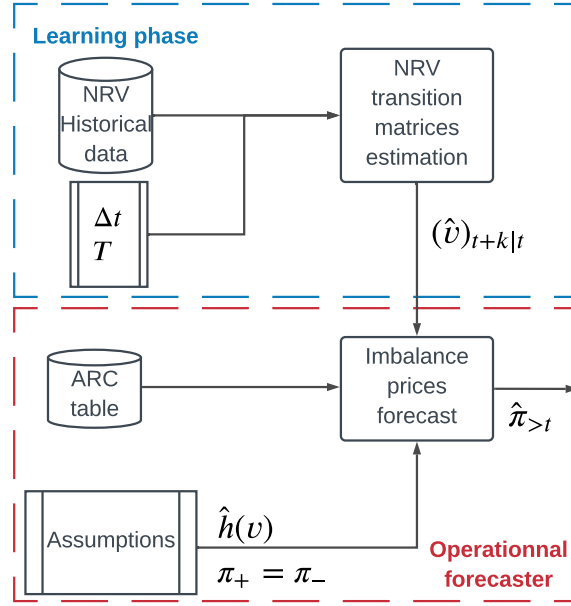 Learning phase
NRV
Historical
data
NRV
transition
matrices
estimation
Δt
T
(v̂)t+k|t
ARC
table
Imbalance
prices
forecast
π̂>t
Assumptions
ĥ(v)
π+ = π−
Operationnal
forecaster